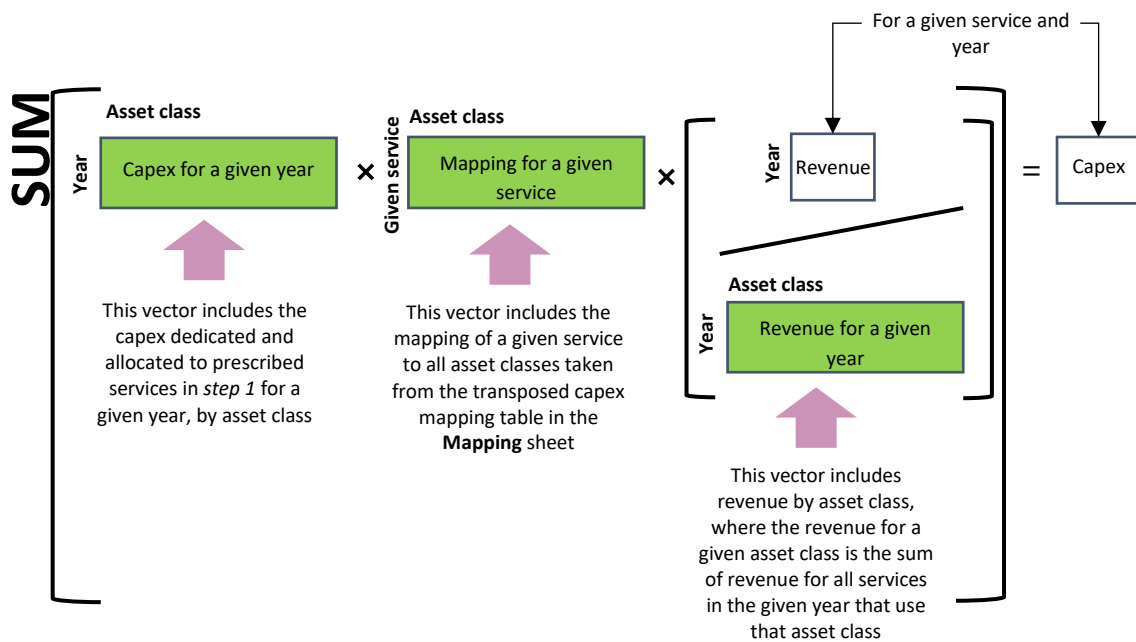 For a given service and
year
SUM
Asset class
Year
Capex for a given year
×
Asset class
Given service
Mapping for a given
service
×
Year
Revenue
Asset class
Year
Revenue for a given
year
=
Capex
This vector includes the
capex dedicated and
allocated to prescribed
services in step 1 for a
given year, by asset class
This vector includes the
mapping of a given service
to all asset classes taken
from the transposed capex
mapping table in the
Mapping sheet
This vector includes
revenue by asset class,
where the revenue for a
given asset class is the sum
of revenue for all services
in the given year that use
that asset class